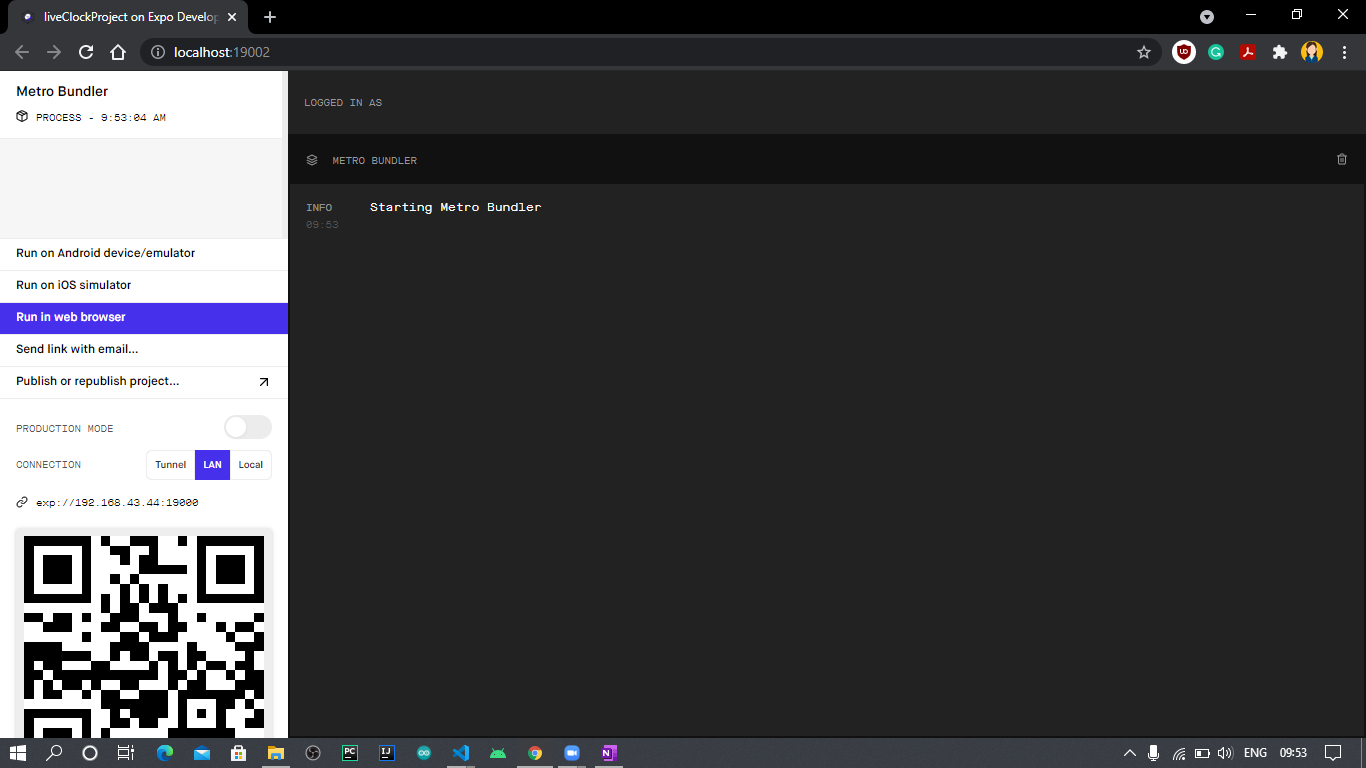 liveClockProject on Expo Develop
localhost:19002
Metro Bundler
PROCESS - 9:53:04 AM
Run on Android device/emulator
Run on iOS simulator
Run in web browser
Send link with email...
Publish or republish project...
PRODUCTION MODE
CONNECTION
Tunnel LAN Local
exp://192.168.43.44:19000
LOGGED IN AS
METRO BUNDLER
INFO Starting Metro Bundler
09:53
PC IJ N
ENG 09:53